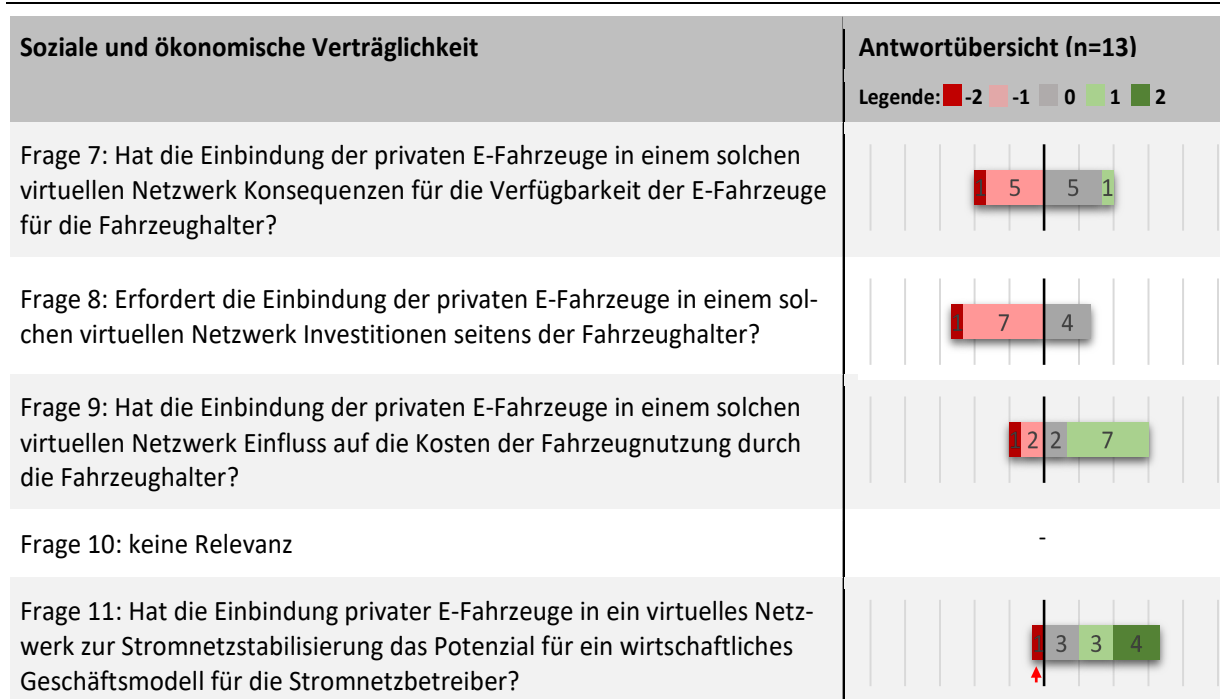 Soziale und ökonomische Verträglichkeit
Antwortübersicht (n=13)
Legende: -2 -1 0 1 2
Frage 7: Hat die Einbindung der privaten E-Fahrzeuge in einem solchen
virtuellen Netzwerk Konsequenzen für die Verfügbarkeit der E-Fahrzeuge
für die Fahrzeughalter?
1 5 5 1
Frage 8: Erfordert die Einbindung der privaten E-Fahrzeuge in einem sol-
chen virtuellen Netzwerk Investitionen seitens der Fahrzeughalter?
1 7 4
Frage 9: Hat die Einbindung der privaten E-Fahrzeuge in einem solchen
virtuellen Netzwerk Einfluss auf die Kosten der Fahrzeugnutzung durch
die Fahrzeughalter?
1 2 2 7
Frage 10: keine Relevanz
-
Frage 11: Hat die Einbindung privater E-Fahrzeuge in ein virtuelles Netz-
werk zur Stromnetzstabilisierung das Potenzial für ein wirtschaftliches
Geschäftsmodell für die Stromnetzbetreiber?
1 3 3 4